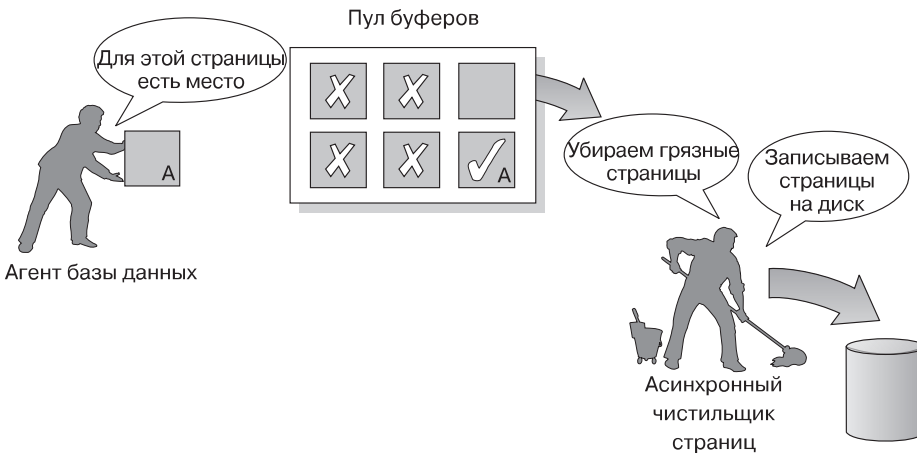 Пул буферов
Для этой страницы
есть место
A
A
Агент базы данных
Убираем грязные
страницы
Записываем
страницы
на диск
Асинхронный
чистильщик
страниц